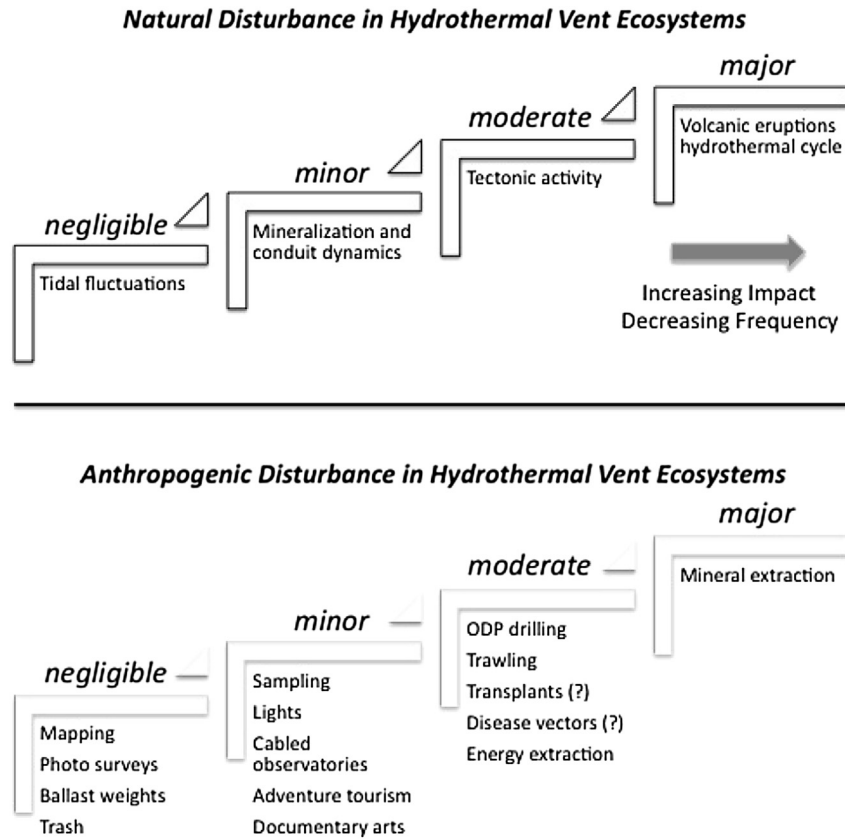 Natural Disturbance in Hydrothermal Vent Ecosystems
major
Volcanic eruptions
hydrothermal cycle
moderate
Tectonic activity
minor
Mineralization and
conduit dynamics
negligible
Tidal fluctuations
Increasing Impact
Decreasing Frequency
Anthropogenic Disturbance in Hydrothermal Vent Ecosystems
major
Mineral extraction
moderate
ODP drilling
Trawling
Transplants (?)
Disease vectors (?)
Energy extraction
minor
Sampling
Lights
Cabled
observatories
Adventure tourism
Documentary arts
negligible
Mapping
Photo surveys
Ballast weights
Trash